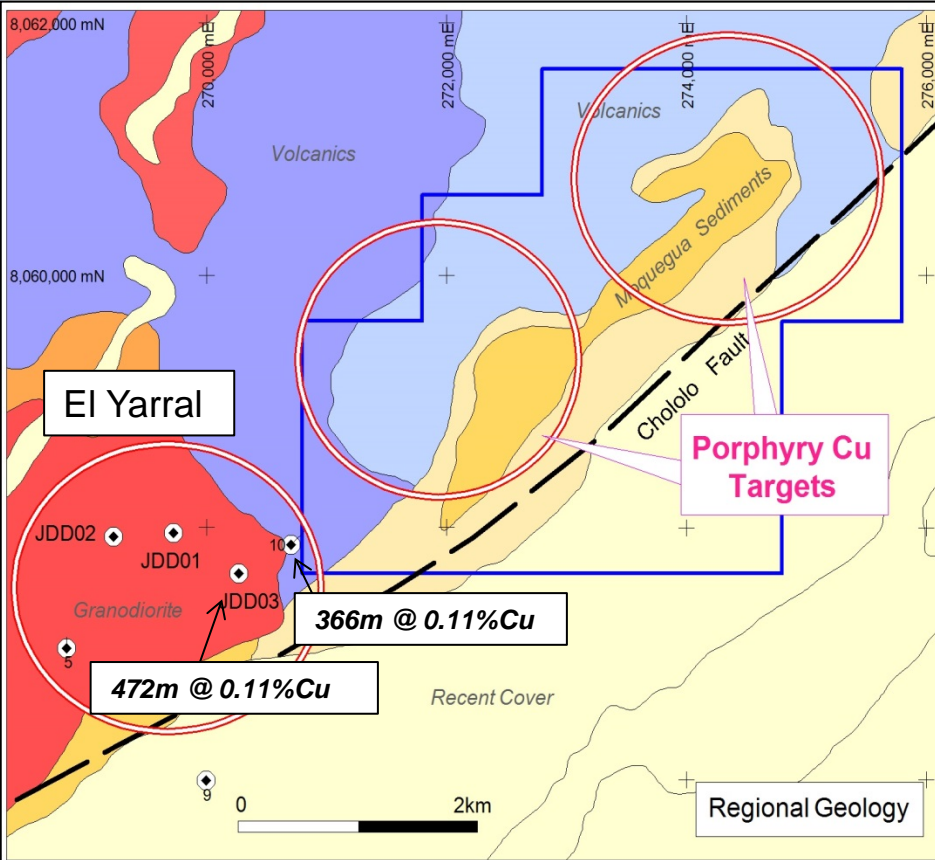 8,062,000 mN
270,000 mE
272,000 mE
274,000 mE
276,000 mE
Volcanics
Volcanics
Moquegua Sediments
8,060,000 mN
Chololo Fault
El Yarral
Porphyry Cu
Targets
JDD02
JDD01
10
JDD03
Granodiorite
366m @ 0.11%Cu
5
472m @ 0.11%Cu
Recent Cover
9
0
2km
Regional Geology